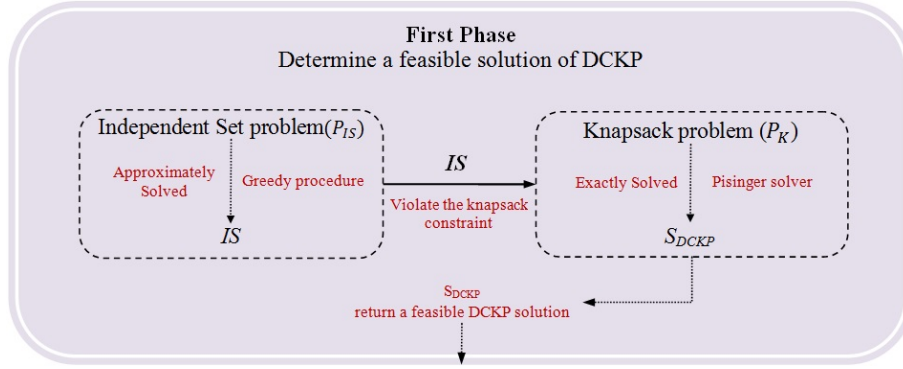 First Phase
Determine a feasible solution of DCKP
Independent Set problem(P_IS)
Approximately
Solved
Greedy procedure
IS
IS
Violate the knapsack
constraint
Knapsack problem (P_K)
Exactly Solved
Pisinger solver
S_DCKP
S_DCKP
return a feasible DCKP solution